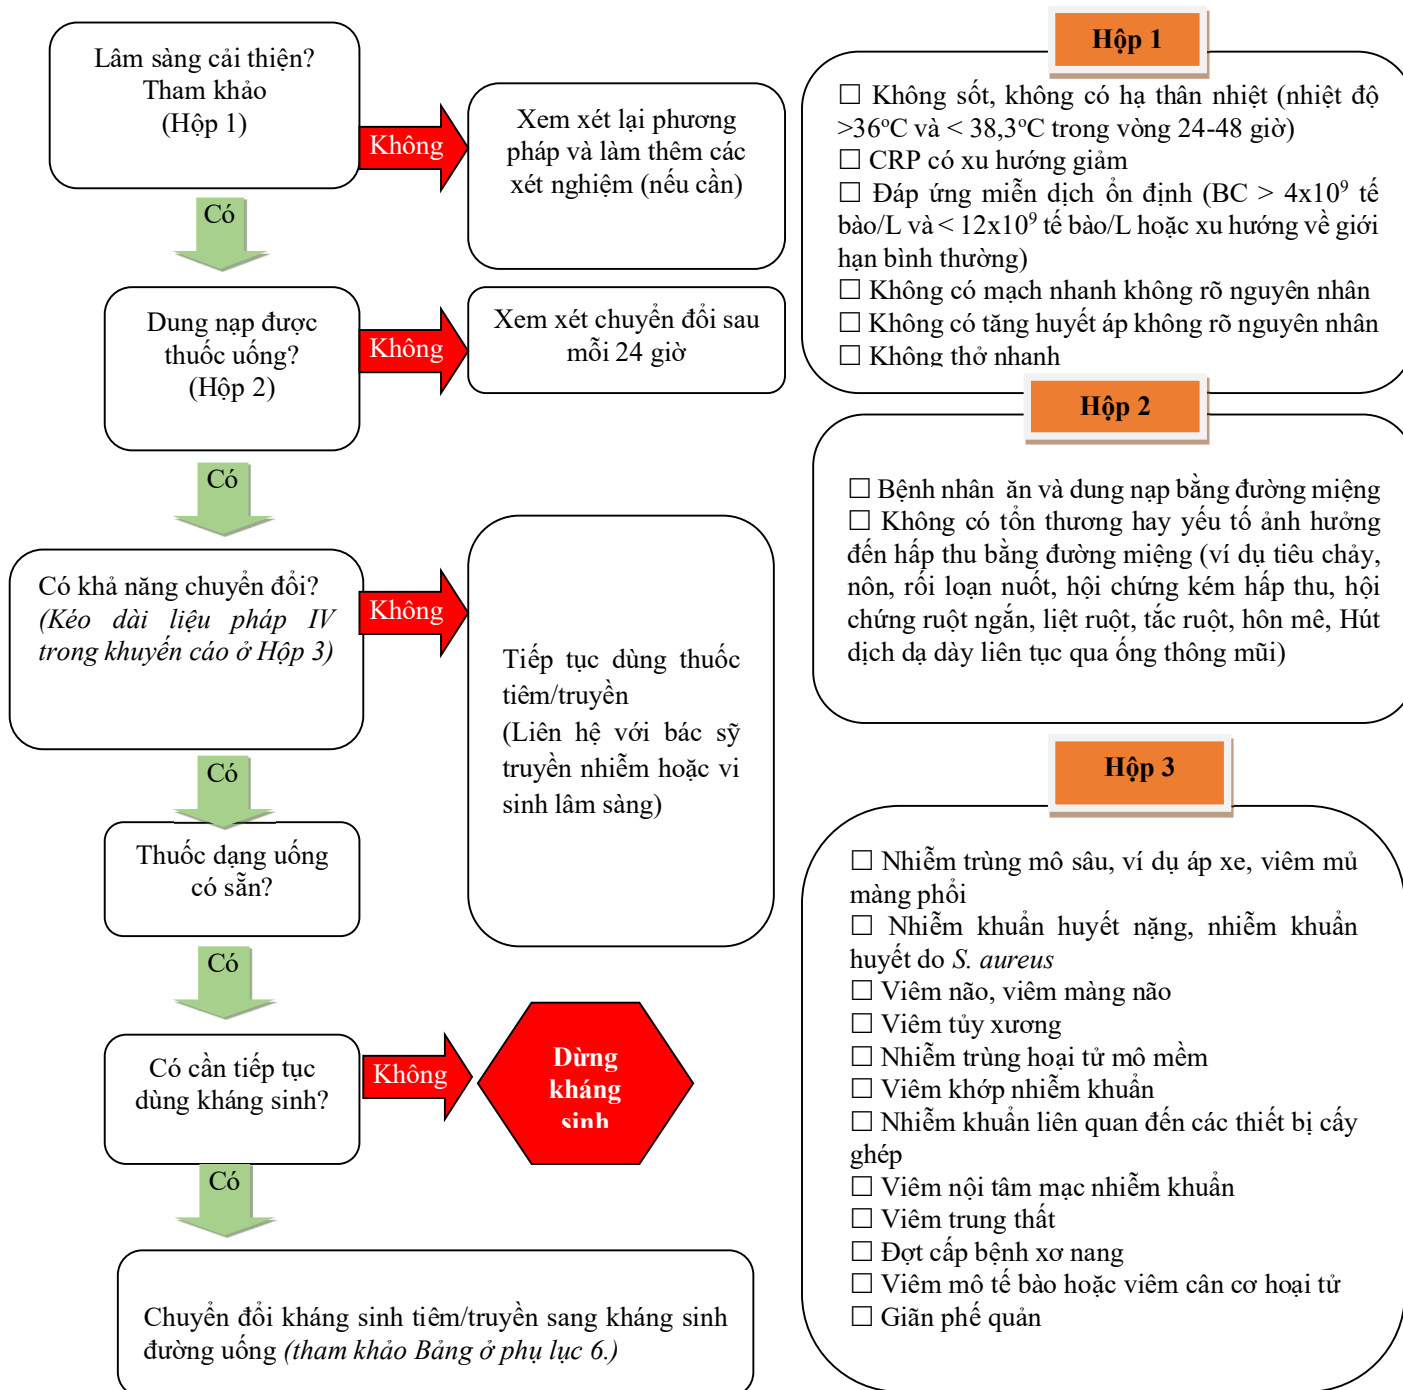 Lâm sàng cải thiện?
Tham khảo
(Hộp 1)
Không
Xem xét lại phương
pháp và làm thêm các
xét nghiệm (nếu cần)
Có
Dung nạp được
thuốc uống?
(Hộp 2)
Không
Xem xét chuyển đổi sau
mỗi 24 giờ
Có
Có khả năng chuyển đổi?
(Kéo dài liệu pháp IV
trong khuyến cáo ở Hộp 3)
Không
Tiếp tục dùng thuốc
tiêm/truyền
(Liên hệ với bác sỹ
truyền nhiễm hoặc vi
sinh lâm sàng)
Có
Thuốc dạng uống
có sẵn?
Có
Có cần tiếp tục
dùng kháng sinh?
Không
Dừng
kháng
sinh
Có
Chuyển đổi kháng sinh tiêm/truyền sang kháng sinh
đường uống (tham khảo Bảng ở phụ lục 6.)
Hộp 1
☐ Không sốt, không có hạ thân nhiệt (nhiệt độ
>36ºC và < 38,3ºC trong vòng 24-48 giờ)
☐ CRP có xu hướng giảm
☐ Đáp ứng miễn dịch ổn định (BC > 4x10⁹ tế
bào/L và < 12x10⁹ tế bào/L hoặc xu hướng về giới
hạn bình thường)
☐ Không có mạch nhanh không rõ nguyên nhân
☐ Không có tăng huyết áp không rõ nguyên nhân
☐ Không thở nhanh
Hộp 2
☐ Bệnh nhân ăn và dung nạp bằng đường miệng
☐ Không có tổn thương hay yếu tố ảnh hưởng
đến hấp thu bằng đường miệng (ví dụ tiêu chảy,
nôn, rối loạn nuốt, hội chứng kém hấp thu, hội
chứng ruột ngắn, liệt ruột, tắc ruột, hôn mê, Hút
dịch dạ dày liên tục qua ống thông mũi)
Hộp 3
☐ Nhiễm trùng mô sâu, ví dụ áp xe, viêm mủ
màng phổi
☐ Nhiễm khuẩn huyết nặng, nhiễm khuẩn
huyết do S. aureus
☐ Viêm não, viêm màng não
☐ Viêm tủy xương
☐ Nhiễm trùng hoại tử mô mềm
☐ Viêm khớp nhiễm khuẩn
☐ Nhiễm khuẩn liên quan đến các thiết bị cấy
ghép
☐ Viêm nội tâm mạc nhiễm khuẩn
☐ Viêm trung thất
☐ Đợt cấp bệnh xơ nang
☐ Viêm mô tế bào hoặc viêm cân cơ hoại tử
☐ Giãn phế quản